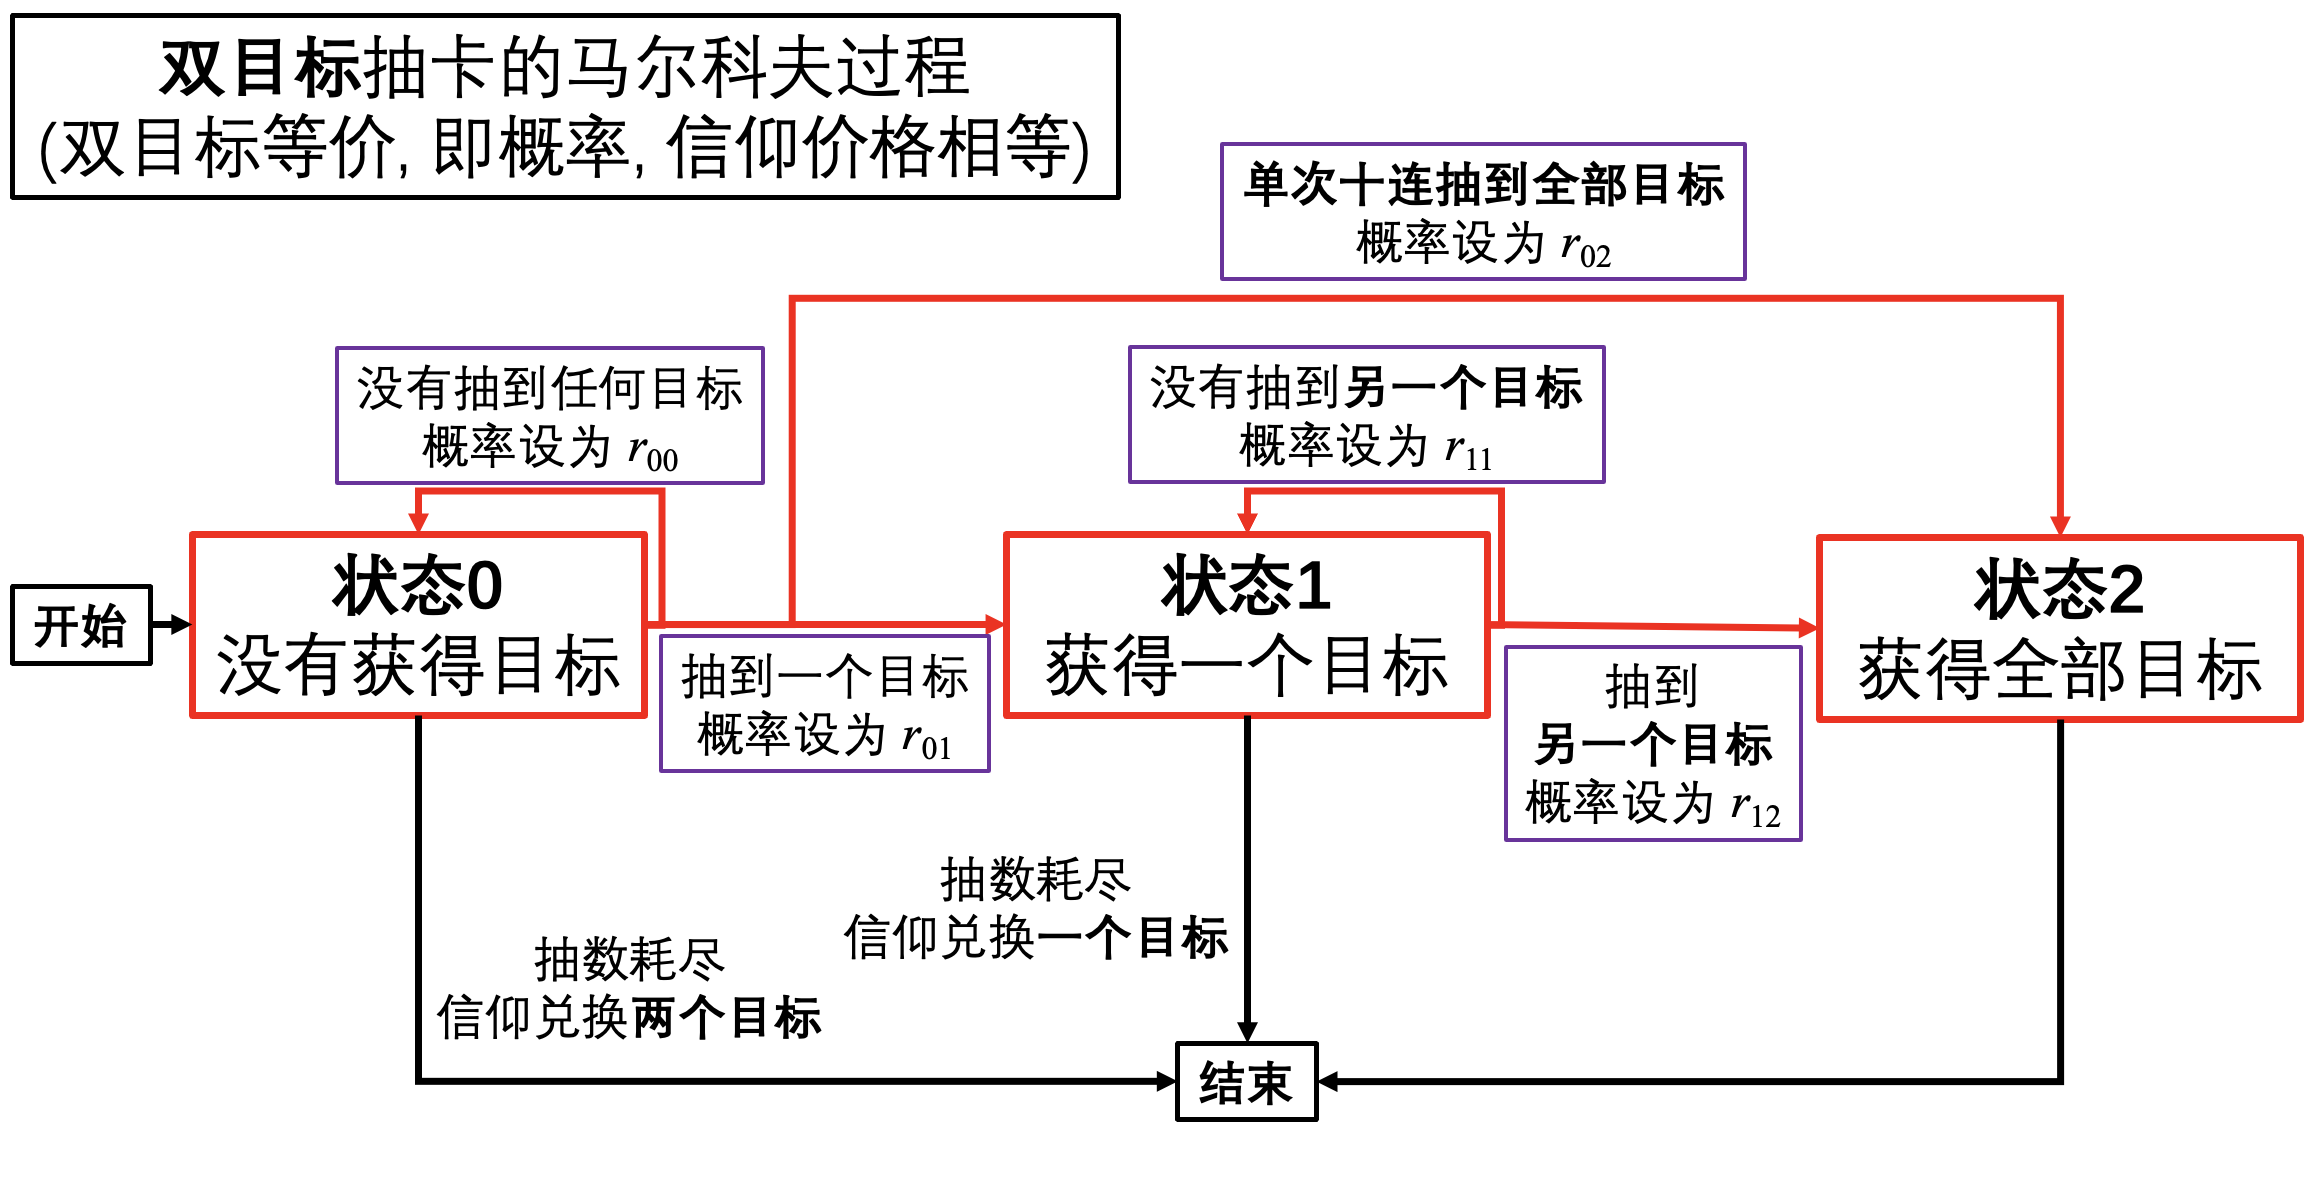 双目标抽卡的马尔科夫过程
(双目标等价, 即概率, 信仰价格相等)
单次十连抽到全部目标
概率设为 r02
没有抽到任何目标
概率设为 r00
没有抽到另一个目标
概率设为 r11
开始
状态0
没有获得目标
抽到一个目标
概率设为 r01
状态1
获得一个目标
抽到
另一个目标
概率设为 r12
状态2
获得全部目标
抽数耗尽
信仰兑换一个目标
抽数耗尽
信仰兑换两个目标
结束